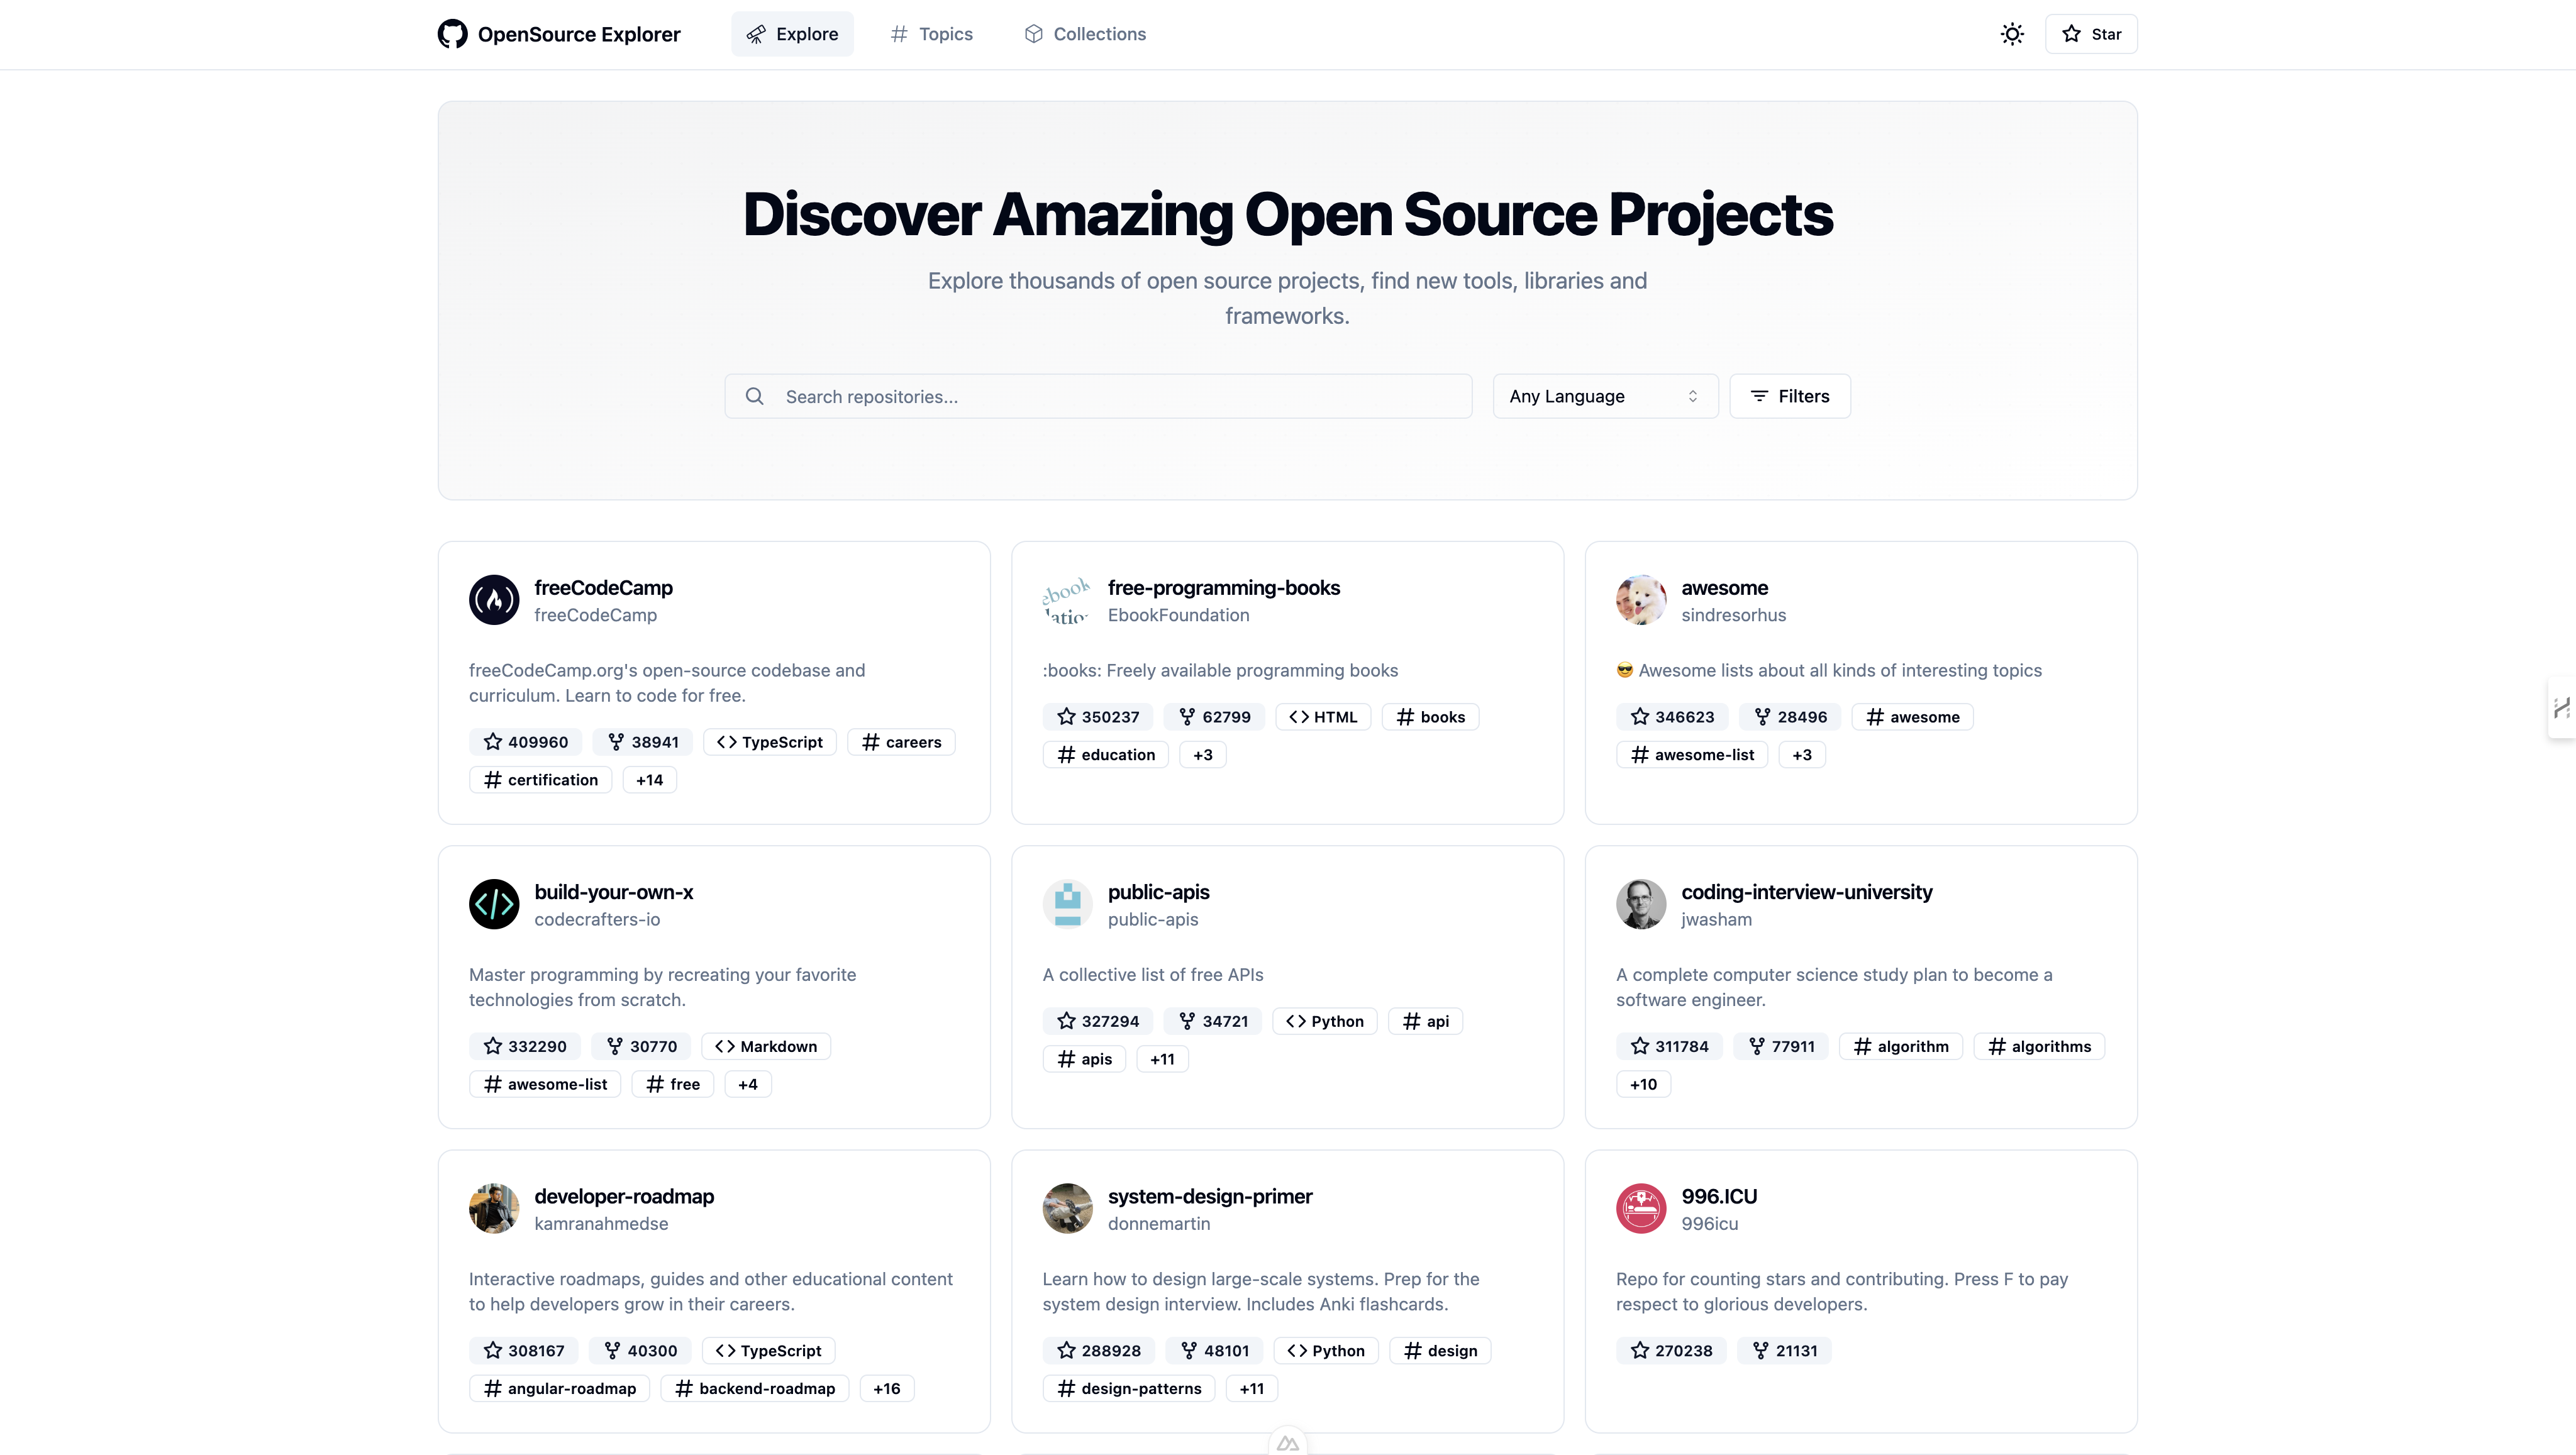 OpenSource Explorer
Explore
Topics
Collections
Star
Discover Amazing Open Source Projects
Explore thousands of open source projects, find new tools, libraries and
frameworks.
Search repositories...
Any Language
Filters
freeCodeCamp
freeCodeCamp
freeCodeCamp.org's open-source codebase and
curriculum. Learn to code for free.
409960 38941 <> TypeScript # careers
# certification +14
ebook
lation
free-programming-books
EbookFoundation
:books: Freely available programming books
350237 62799 <> HTML # books
# education +3
awesome
sindresorhus
😎 Awesome lists about all kinds of interesting topics
346623 28496 # awesome
# awesome-list +3
build-your-own-x
codecrafters-io
Master programming by recreating your favorite
technologies from scratch.
332290 30770 <> Markdown
# awesome-list # free +4
public-apis
public-apis
A collective list of free APIs
327294 34721 <> Python # api
# apis +11
coding-interview-university
jwasham
A complete computer science study plan to become a
software engineer.
311784 77911 # algorithm # algorithms
+10
developer-roadmap
kamranahmedse
Interactive roadmaps, guides and other educational content
to help developers grow in their careers.
308167 40300 <> TypeScript
# angular-roadmap # backend-roadmap +16
system-design-primer
donnemartin
Learn how to design large-scale systems. Prep for the
system design interview. Includes Anki flashcards.
288928 48101 <> Python # design
# design-patterns +11
996.ICU
996icu
Repo for counting stars and contributing. Press F to pay
respect to glorious developers.
270238 21131